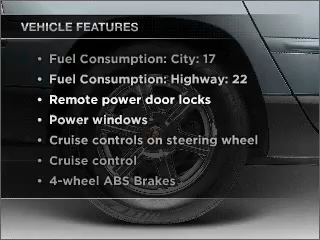 VEHICLE FEATURES
• Fuel Consumption: City: 17
• Fuel Consumption: Highway: 22
• Remote power door locks
• Power windows
• Cruise controls on steering wheel
• Cruise control
• 4-wheel ABS Brakes